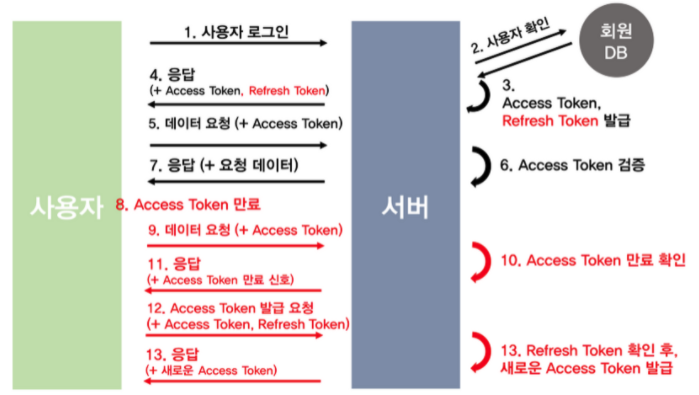 1. 사용자 로그인
2. 사용자 확인
회원
DB
3.
Access Token,
Refresh Token 발급
4. 응답
(+ Access Token, Refresh Token)
5. 데이터 요청 (+ Access Token)
6. Access Token 검증
7. 응답 (+ 요청 데이터)
사용자
서버
8. Access Token 만료
9. 데이터 요청 (+ Access Token)
10. Access Token 만료 확인
11. 응답
(+ Access Token 만료 신호)
12. Access Token 발급 요청
(+ Access Token, Refresh Token)
13. Refresh Token 확인 후,
새로운 Access Token 발급
13. 응답
(+ 새로운 Access Token)